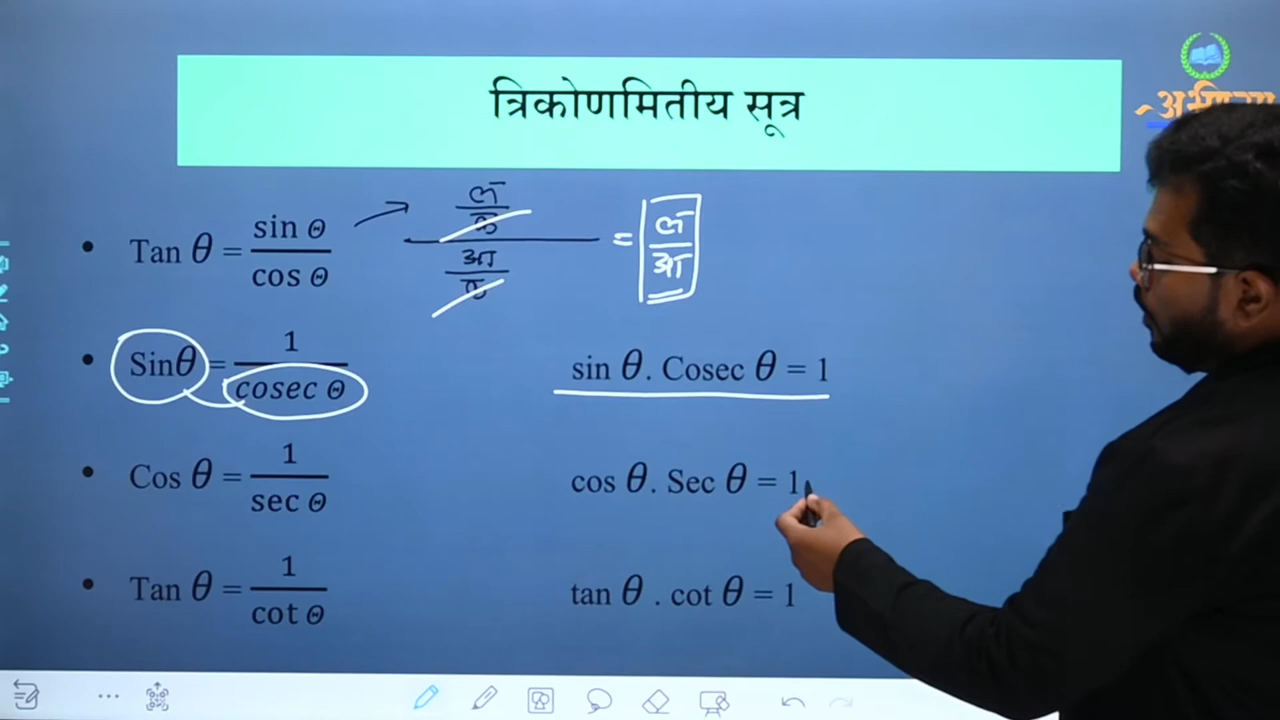 त्रिकोणमितीय सूत्र
• Tan θ = sin Θ / cos Θ
ल / क
आ / क
= ल / आ
• Sinθ = 1 / cosec Θ
sin θ. Cosec θ = 1
• Cos θ = 1 / sec Θ
cos θ. Sec θ = 1
• Tan θ = 1 / cot Θ
tan θ . cot θ = 1